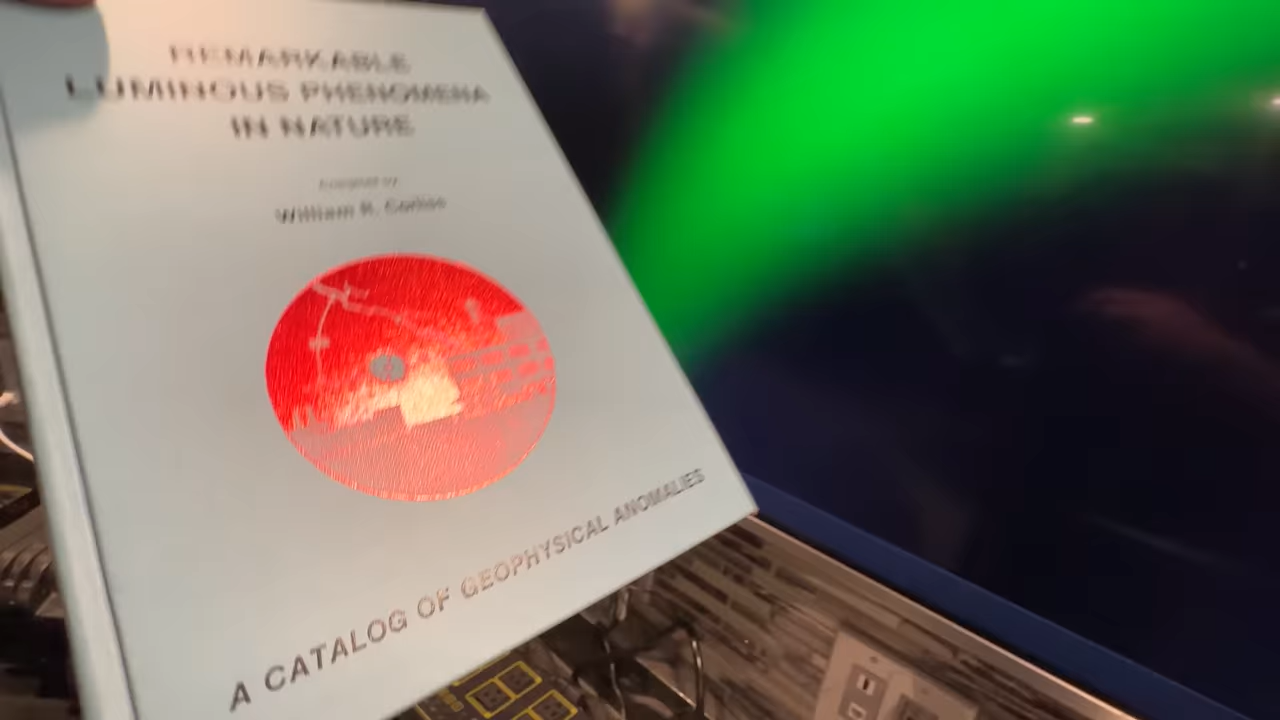 REMARKABLE
LUMINOUS PHENOMENA
IN NATURE
Compiled by
William R. Corliss
A CATALOG OF GEOPHYSICAL ANOMALIES